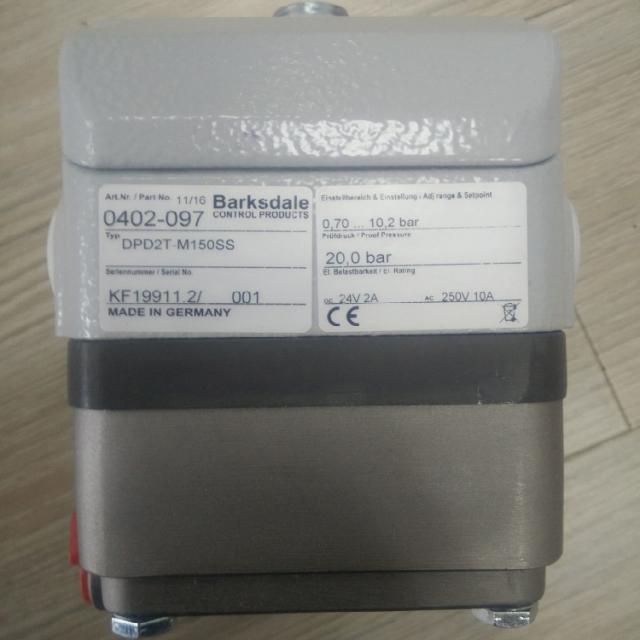 Art.Nr. / Part No. 11/16
Barksdale
CONTROL PRODUCTS
0402-097
Typ
DPD2T-M150SS
Seriennummer / Serial No.
KF19911.2/ 001
MADE IN GERMANY
Einstellbereich & Einstellung / Adj range & Setpoint
0,70 ... 10,2 bar
Prüfdruck / Proof Pressure
20,0 bar
El. Belastbarkeit / El. Rating
DC 24V 2A AC 250V 10A
CE